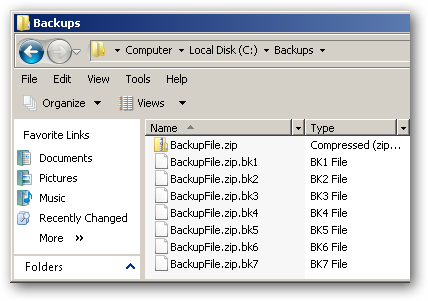 Backups
Computer Local Disk (C:) Backups
File Edit View Tools Help
Organize Views
Favorite Links
Documents
Pictures
Music
Recently Changed
More »
Folders
Name Type
BackupFile.zip Compressed (zip...
BackupFile.zip.bk1 BK1 File
BackupFile.zip.bk2 BK2 File
BackupFile.zip.bk3 BK3 File
BackupFile.zip.bk4 BK4 File
BackupFile.zip.bk5 BK5 File
BackupFile.zip.bk6 BK6 File
BackupFile.zip.bk7 BK7 File